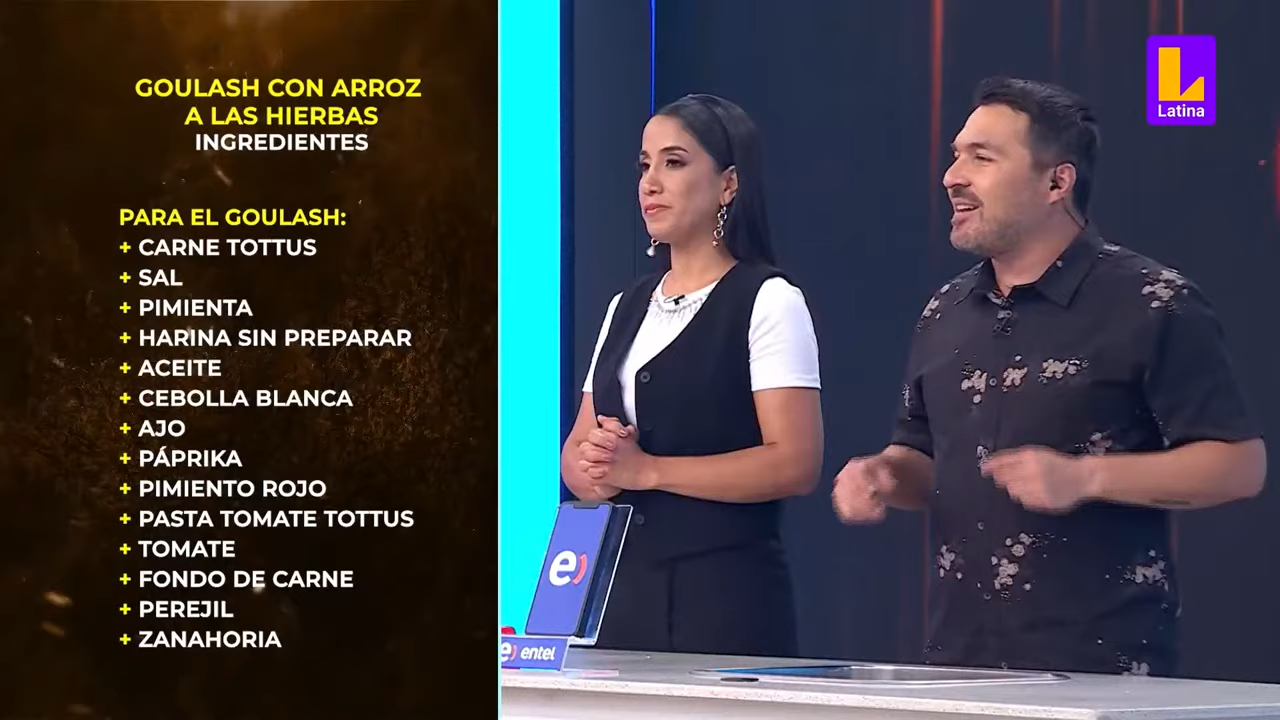 GOULASH CON ARROZ
A LAS HIERBAS
INGREDIENTES
PARA EL GOULASH:
+ CARNE TOTTUS
+ SAL
+ PIMIENTA
+ HARINA SIN PREPARAR
+ ACEITE
+ CEBOLLA BLANCA
+ AJO
+ PÁPRIKA
+ PIMIENTO ROJO
+ PASTA TOMATE TOTTUS
+ TOMATE
+ FONDO DE CARNE
+ PEREJIL
+ ZANAHORIA
L
Latina
e)
e) entel